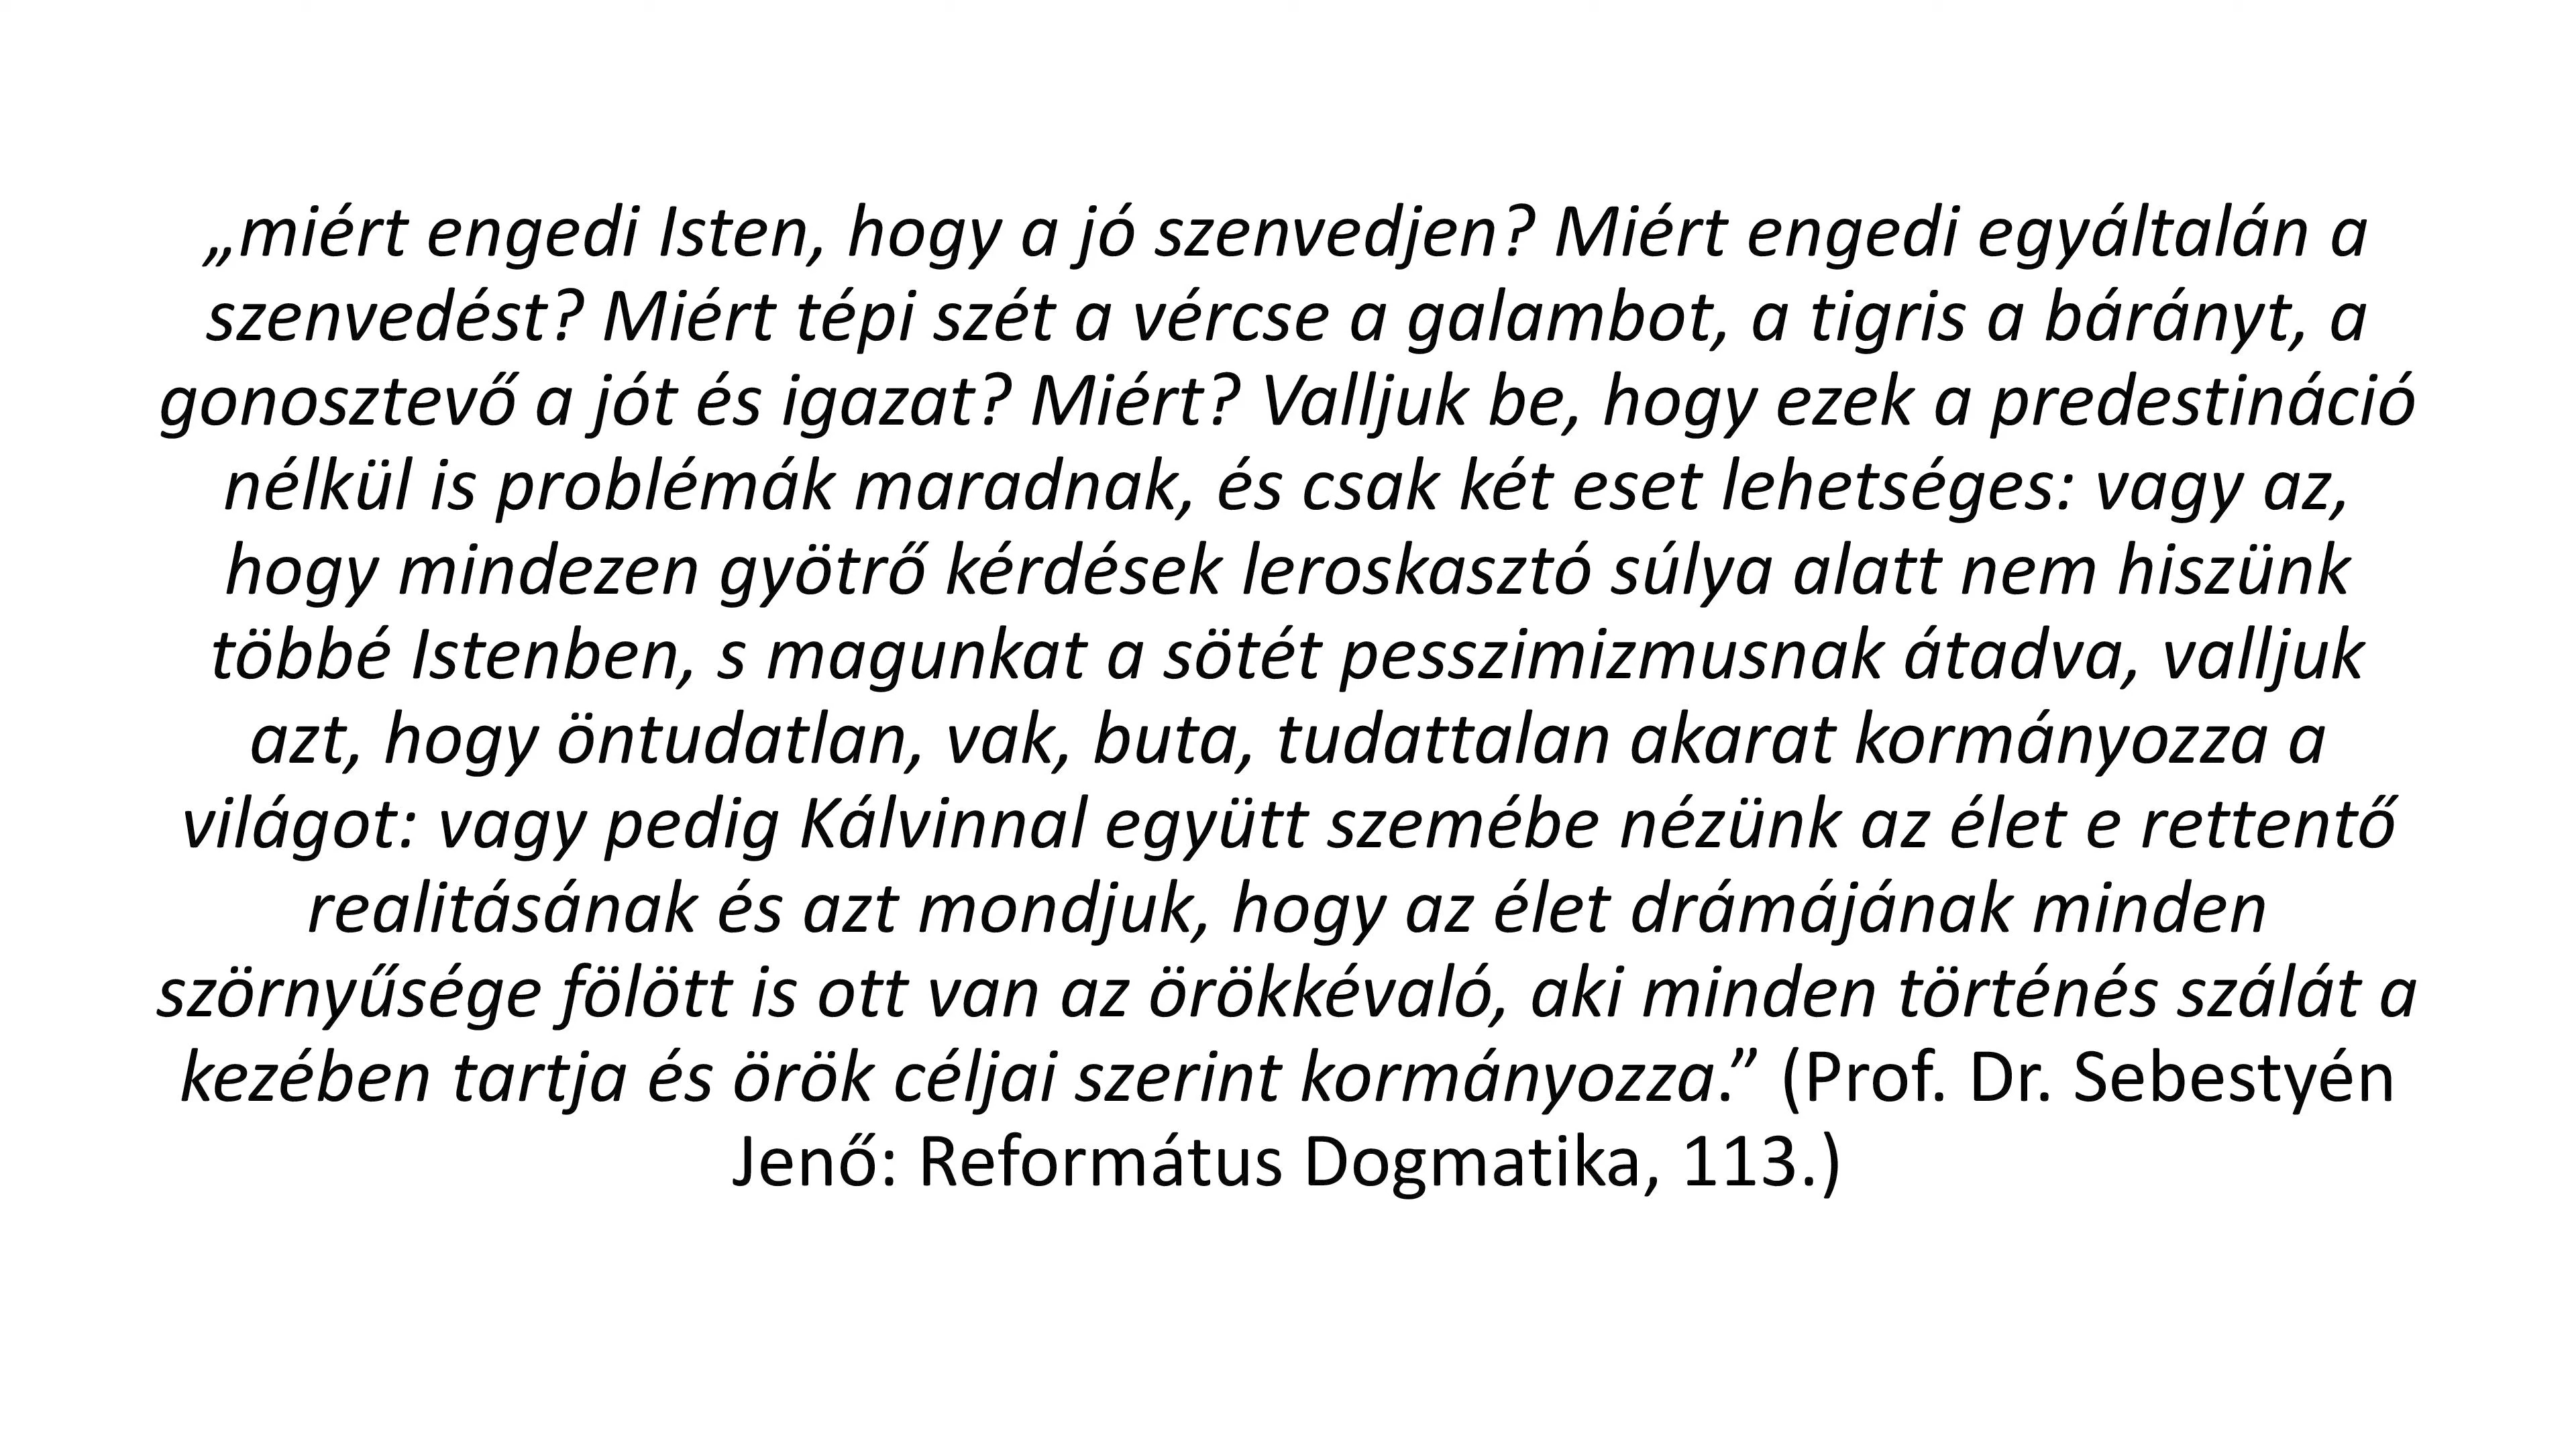 „miért engedi Isten, hogy a jó szenvedjen? Miért engedi egyáltalán a
szenvedést? Miért tépi szét a vércse a galambot, a tigris a bárányt, a
gonosztevő a jót és igazat? Miért? Valljuk be, hogy ezek a predestináció
nélkül is problémák maradnak, és csak két eset lehetséges: vagy az,
hogy mindezen gyötrő kérdések leroskasztó súlya alatt nem hiszünk
többé Istenben, s magunkat a sötét pesszimizmusnak átadva, valljuk
azt, hogy öntudatlan, vak, buta, tudattalan akarat kormányozza a
világot: vagy pedig Kálvinnal együtt szemébe nézünk az élet e rettentő
realitásának és azt mondjuk, hogy az élet drámájának minden
szörnyűsége fölött is ott van az örökkévaló, aki minden történés szálát a
kezében tartja és örök céljai szerint kormányozza.” (Prof. Dr. Sebestyén
Jenő: Református Dogmatika, 113.)